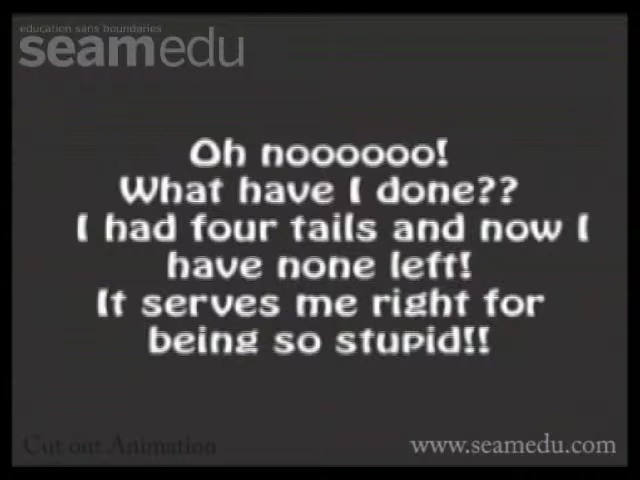 education sans boundaries
seamedu
Oh noooooo!
What have I done??
I had four tails and now I
have none left!
It serves me right for
being so stupid!!
Cut out Animation
www.seamedu.com